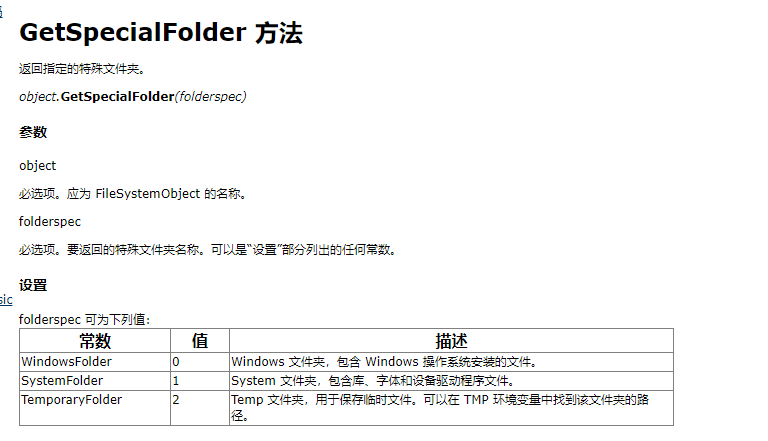 GetSpecialFolder 方法
返回指定的特殊文件夹。
object.GetSpecialFolder(folderspec)
参数
object
必选项。应为 FileSystemObject 的名称。
folderspec
必选项。要返回的特殊文件夹名称。可以是“设置”部分列出的任何常数。
设置
sic
folderspec 可为下列值：
常数 值 描述
WindowsFolder 0 Windows 文件夹，包含 Windows 操作系统安装的文件。
SystemFolder 1 System 文件夹，包含库、字体和设备驱动程序文件。
TemporaryFolder 2 Temp 文件夹，用于保存临时文件。可以在 TMP 环境变量中找到该文件夹的路
径。